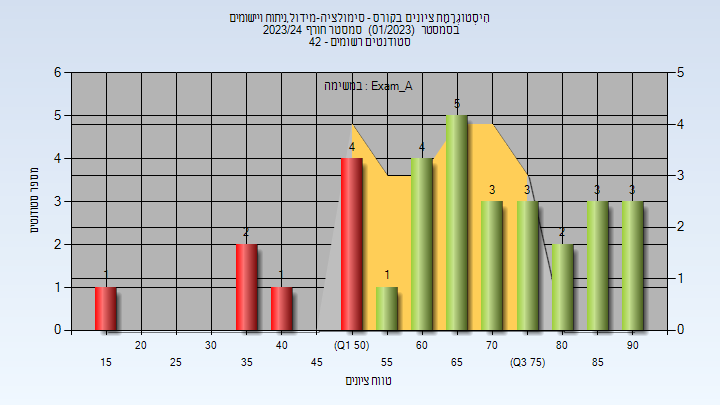 היסטוגרמת ציונים בקורס - סימולציה-מידול,ניתוח ויישומים
בסמסטר (01/2023) סמסטר חורף 2023/24
סטודנטים רשומים - 42
במשימה : Exam_A
מספר סטודנטים
6 5 4 3 2 1 0
5 4 3 2 1 0
1 2 1 4 1 4 5 3 3 2 3 3
20 30 40 (Q1 50) 60 70 80 90
15 25 35 45 55 65 (Q3 75) 85
טווח ציונים